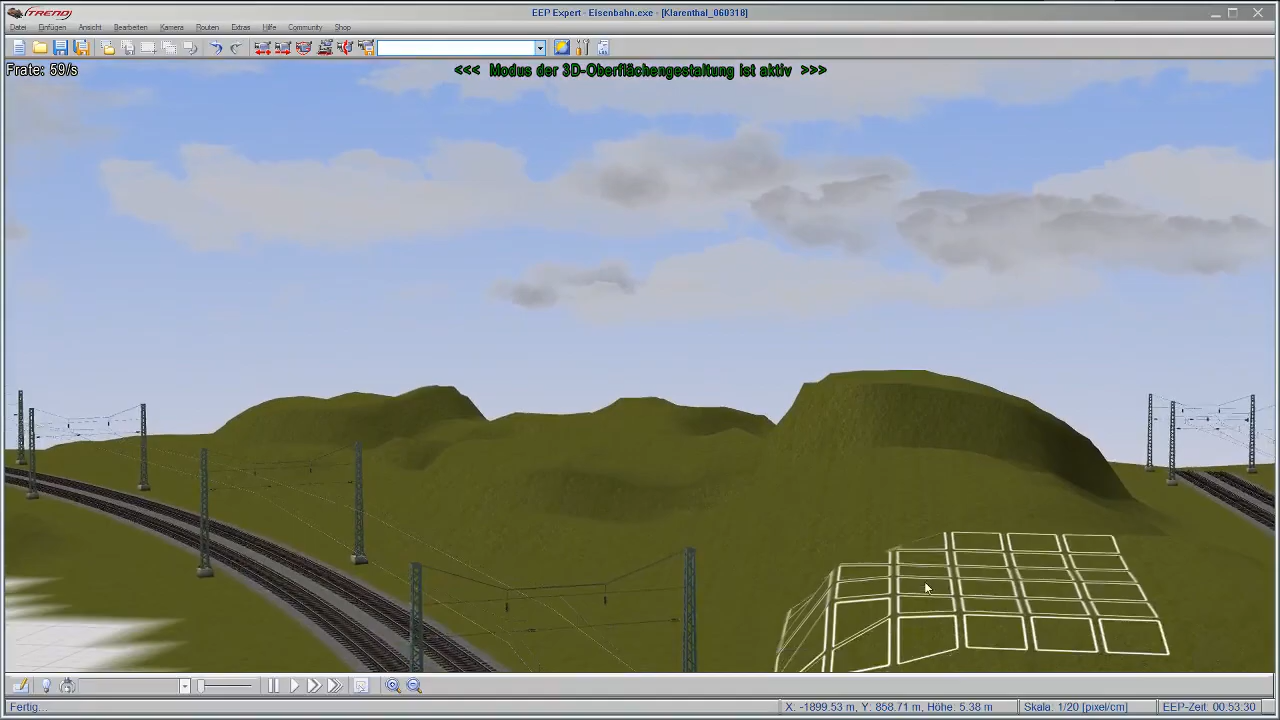 TREND
EEP Expert - Eisenbahn.exe - [Klarenthal_060318]
Datei Einfügen Ansicht Bearbeiten Kamera Routen Extras Hilfe Community Shop
Frate: 59/s
<<< Modus der 3D-Oberflächengestaltung ist aktiv >>>
Fertig...
X: -1899.53 m, Y: 858.71 m, Höhe: 5.38 m
Skala: 1/20 [pixel/cm]
EEP-Zeit: 00.53.30